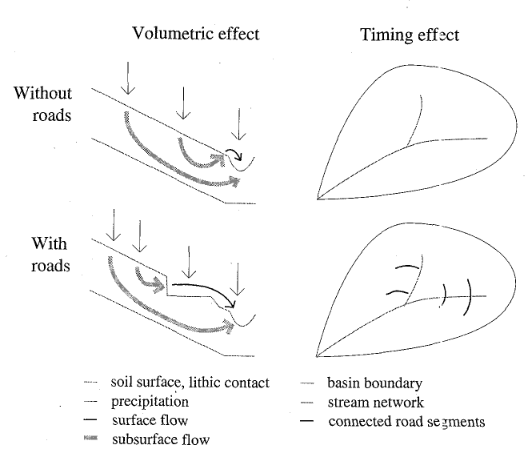 Volumetric effect
Timing effect
Without
roads
With
roads
soil surface, lithic contact
precipitation
surface flow
subsurface flow
basin boundary
stream network
connected road segments